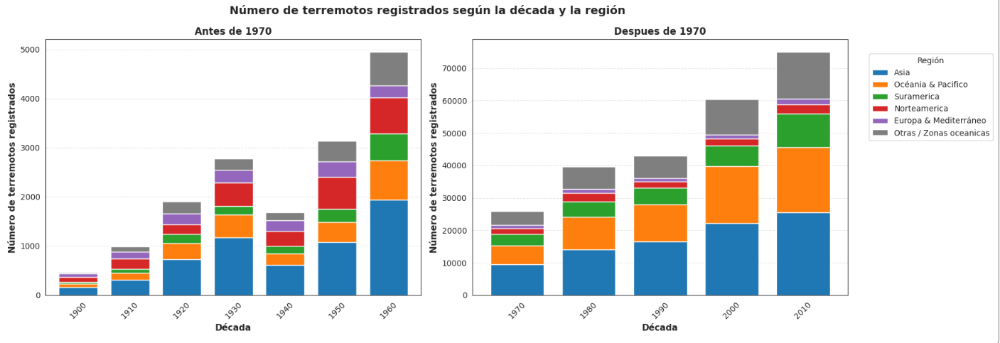 Número de terremotos registrados según la década y la región
Antes de 1970
Número de terremotos registrados
5000
4000
3000
2000
1000
0
1900
1910
1920
1930
1940
1950
1960
Década
Despues de 1970
Número de terremotos registrados
70000
60000
50000
40000
30000
20000
10000
0
1970
1980
1990
2000
2010
Década
Región
Asia
Océania & Pacifico
Suramerica
Norteamerica
Europa & Mediterráneo
Otras / Zonas oceanicas